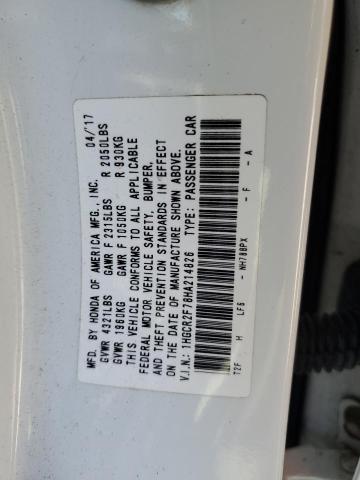 MFD. BY HONDA OF AMERICA MFG., INC. 04/'17
GVWR 4321LBS GAWR F 2315LBS R 2050LBS
GVWR 1960KG GAWR F 1050KG R 930KG
THIS VEHICLE CONFORMS TO ALL APPLICABLE
FEDERAL MOTOR VEHICLE SAFETY, BUMPER,
AND THEFT PREVENTION STANDARDS IN EFFECT
ON THE DATE OF MANUFACTURE SHOWN ABOVE.
V.I.N.: 1HGCR2F78HA214826 TYPE: PASSENGER CAR
T2F H LF6 - NH788PX - F - A